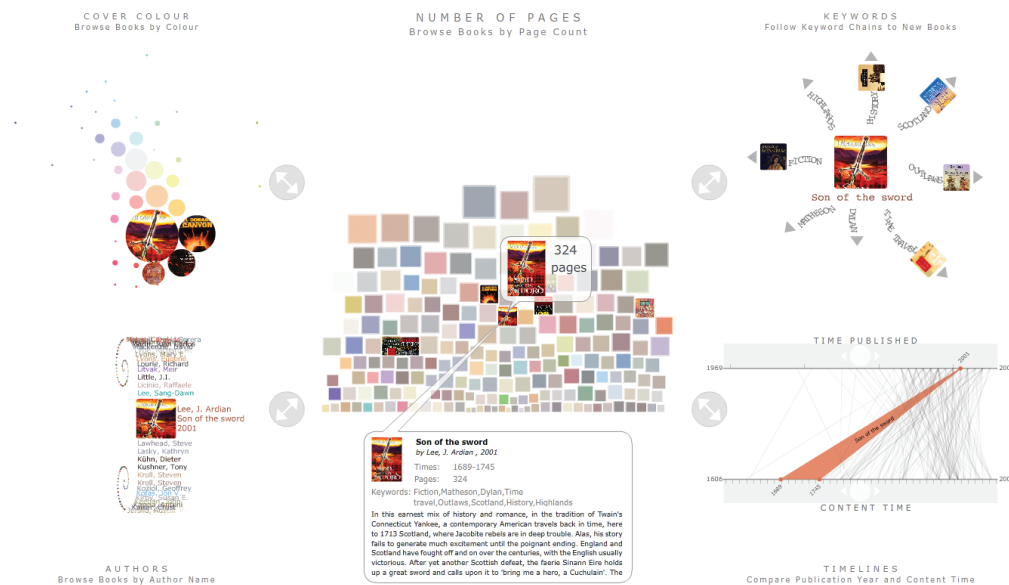 COVER COLOUR
Browse Books by Colour
NUMBER OF PAGES
Browse Books by Page Count
KEYWORDS
Follow Keyword Chains to New Books
HISTORY
SCOTLAND
HIGHLANDS
FICTION
OUTLAWS
MATHESON
DYLAN
TIME TRAVEL
Son of the sword
CANYON
324
pages
Lyons, Mary E.
Lourie, Richard
Litvak, Meir
Little, J.I.
Licinio, Raffaele
Lee, Sang-Dawn
Lee, J. Ardian
Son of the sword
2001
Lawhead, Steve
Lasky, Kathryn
Kühn, Dieter
Kushner, Tony
Kroll, Steven
Kroll, Steven
Koziol, Geoffrey
TIME PUBLISHED
1969
2001
200
Son of the sword
1606
1689
1745
200
CONTENT TIME
Son of the sword
by Lee, J. Ardian , 2001
Times: 1689-1745
Pages: 324
Keywords: Fiction,Matheson,Dylan,Time
travel,Outlaws,Scotland,History,Highlands
In this earnest mix of history and romance, in the tradition of Twain's
Connecticut Yankee, a contemporary American travels back in time, here
to 1713 Scotland, where Jacobite rebels are in deep trouble. Alas, his story
fails to generate much excitement until the poignant ending. England and
Scotland have fought off and on over the centuries, with the English usually
victorious. After yet another Scottish defeat, the faerie Sinann Eire holds
up a great sword and calls upon it to 'bring me a hero, a Cuchulain'. The
AUTHORS
Browse Books by Author Name
TIMELINES
Compare Publication Year and Content Time